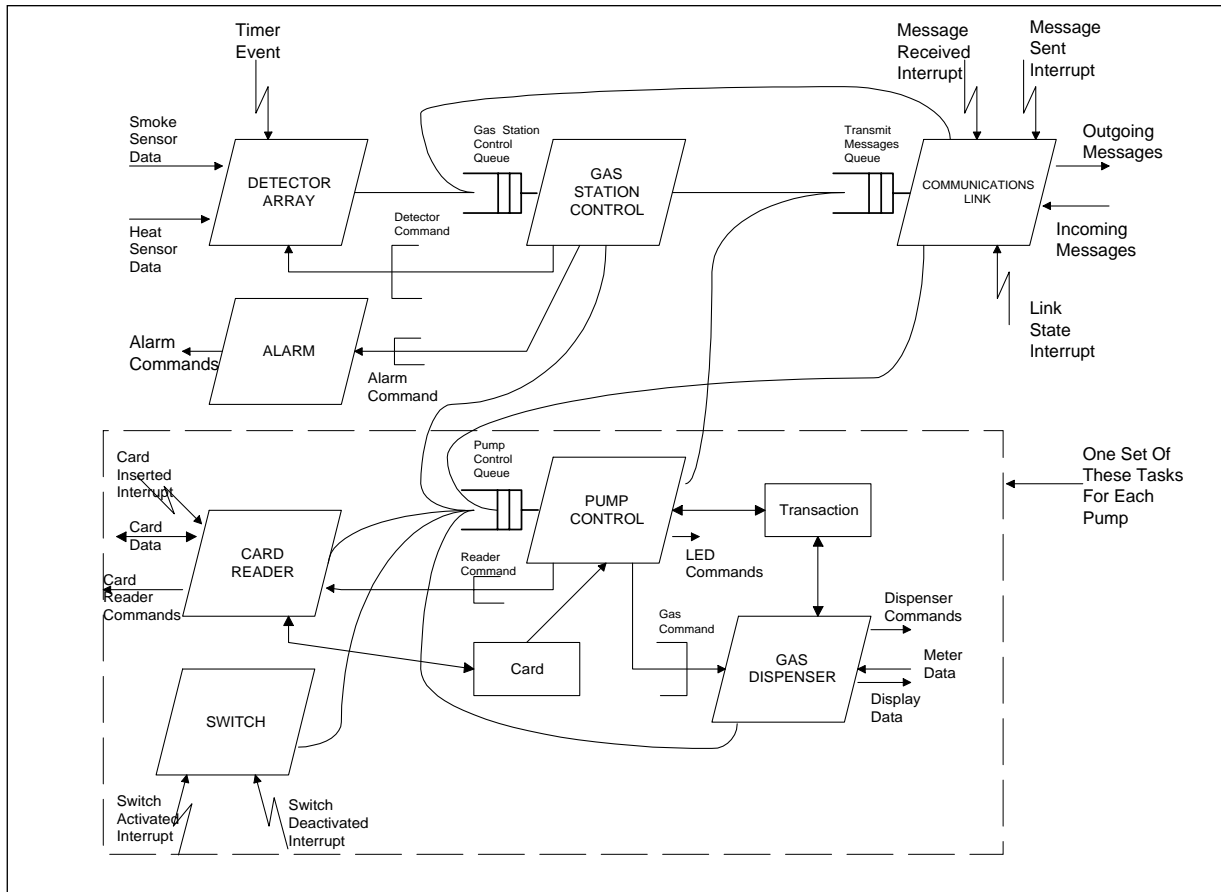 Timer
Event
Message
Received
Interrupt
Message
Sent
Interrupt
Smoke
Sensor
Data
Gas Station
Control
Queue
Transmit
Messages
Queue
Outgoing
Messages
DETECTOR
ARRAY
GAS
STATION
CONTROL
COMMUNICATIONS
LINK
Heat
Sensor
Data
Detector
Command
Incoming
Messages
Link
State
Interrupt
Alarm
Commands
ALARM
Alarm
Command
Card
Inserted
Interrupt
Pump
Control
Queue
One Set Of
These Tasks
For Each
Pump
PUMP
CONTROL
Transaction
Card
Data
CARD
READER
Reader
Command
LED
Commands
Card
Reader
Commands
Gas
Command
Dispenser
Commands
Card
GAS
DISPENSER
Meter
Data
Display
Data
SWITCH
Switch
Activated
Interrupt
Switch
Deactivated
Interrupt